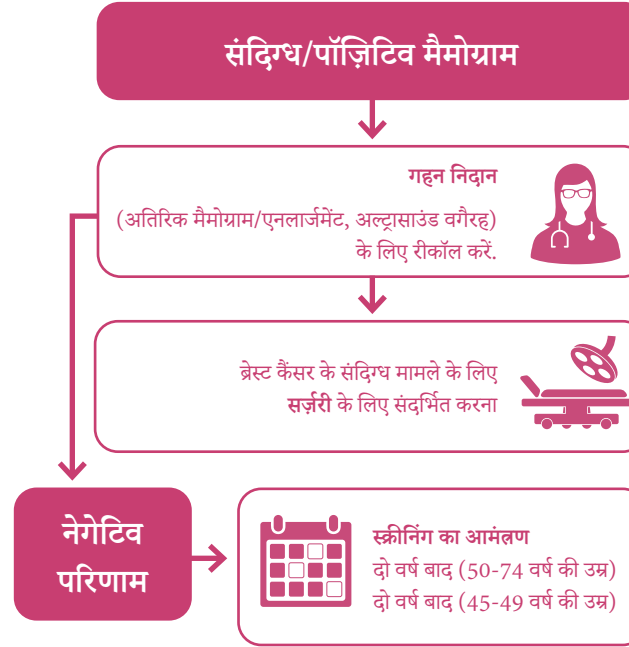 संदिग्ध/पॉज़िटिव मैमोग्राम
गहन निदान
(अतिरिक मैमोग्राम/एनलार्जमेंट, अल्ट्रासाउंड वगैरह)
के लिए रीकॉल करें.
ब्रेस्ट कैंसर के संदिग्ध मामले के लिए
सर्ज़री के लिए संदर्भित करना
नेगेटिव
परिणाम
स्क्रीनिंग का आमंत्रण
दो वर्ष बाद (50-74 वर्ष की उम्र)
दो वर्ष बाद (45-49 वर्ष की उम्र)